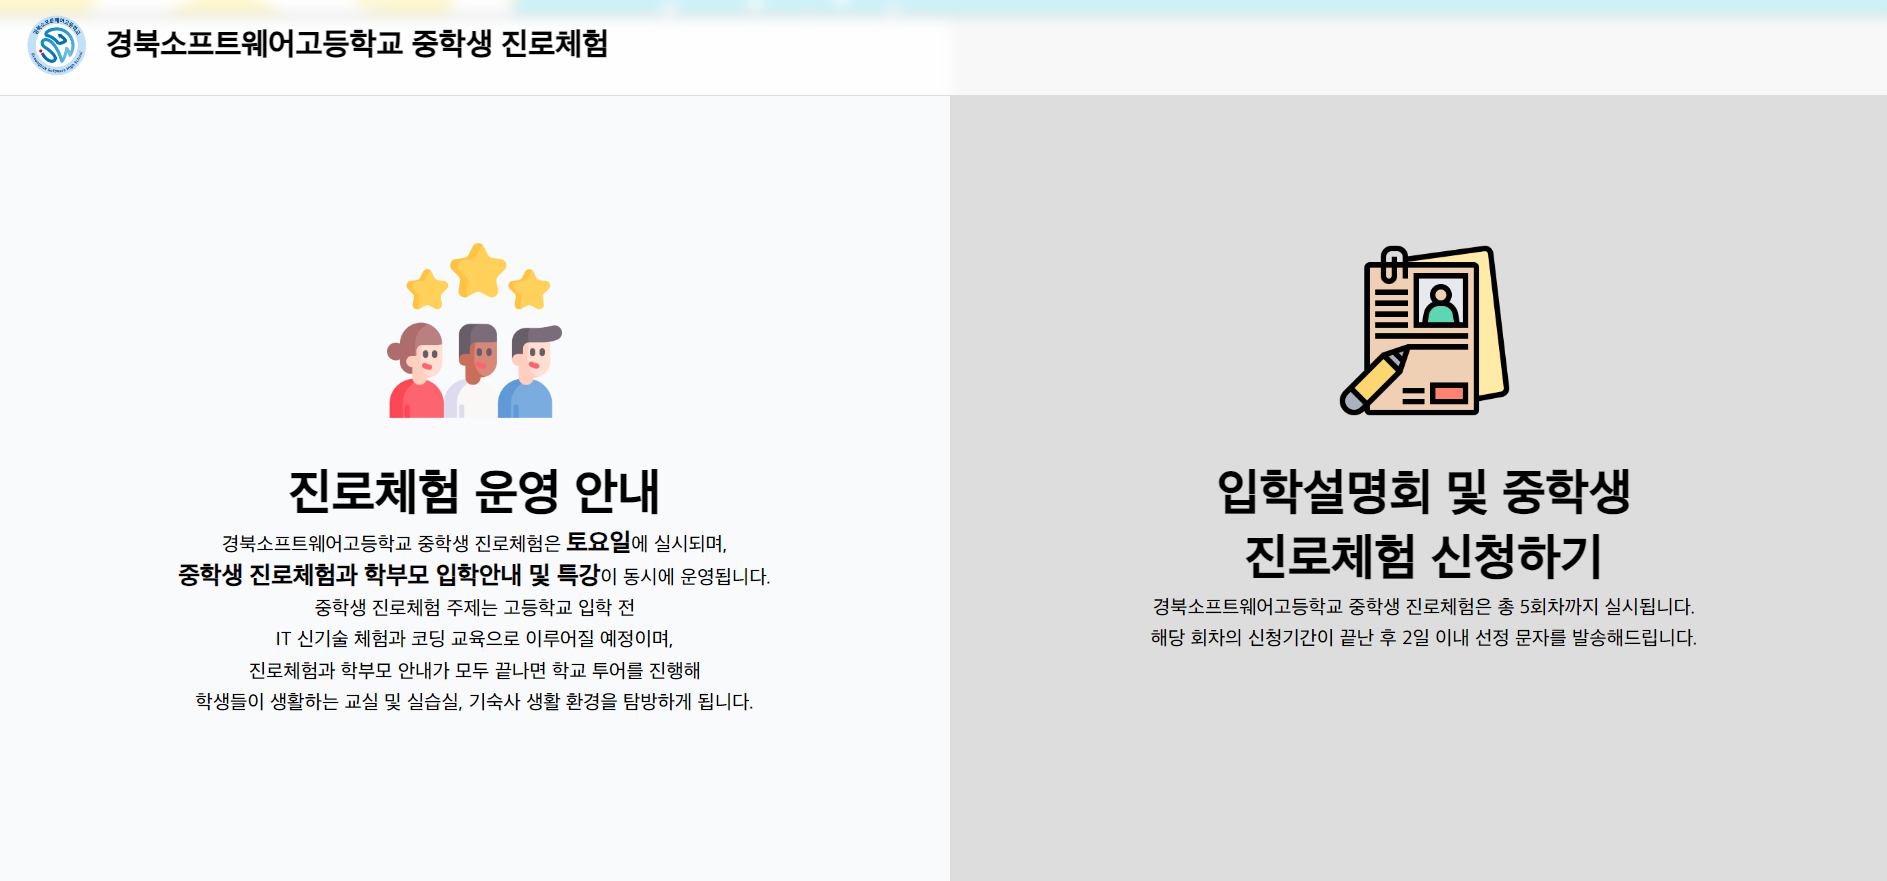 경북소프트웨어고등학교 중학생 진로체험
진로체험 운영 안내
경북소프트웨어고등학교 중학생 진로체험은 토요일에 실시되며,
중학생 진로체험과 학부모 입학안내 및 특강이 동시에 운영됩니다.
중학생 진로체험 주제는 고등학교 입학 전
IT 신기술 체험과 코딩 교육으로 이루어질 예정이며,
진로체험과 학부모 안내가 모두 끝나면 학교 투어를 진행해
학생들이 생활하는 교실 및 실습실, 기숙사 생활 환경을 탐방하게 됩니다.
입학설명회 및 중학생
진로체험 신청하기
경북소프트웨어고등학교 중학생 진로체험은 총 5회차까지 실시됩니다.
해당 회차의 신청기간이 끝난 후 2일 이내 선정 문자를 발송해드립니다.